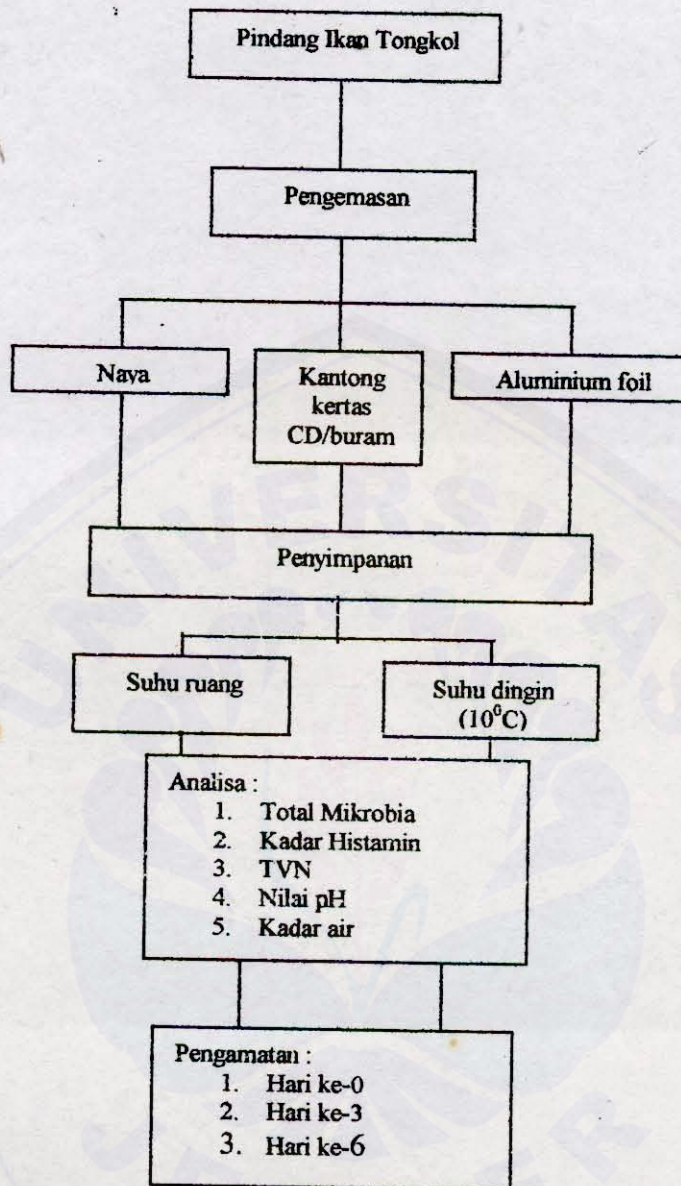 Pindang Ikan Tongkol
Pengemasan
Naya
Kantong
kertas
CD/buram
Aluminium foil
Penyimpanan
Suhu ruang
Suhu dingin
(10⁰C)
Analisa :
1. Total Mikrobia
2. Kadar Histamin
3. TVN
4. Nilai pH
5. Kadar air
Pengamatan :
1. Hari ke-0
2. Hari ke-3
3. Hari ke-6
UNIVERSITAS
JEMBER